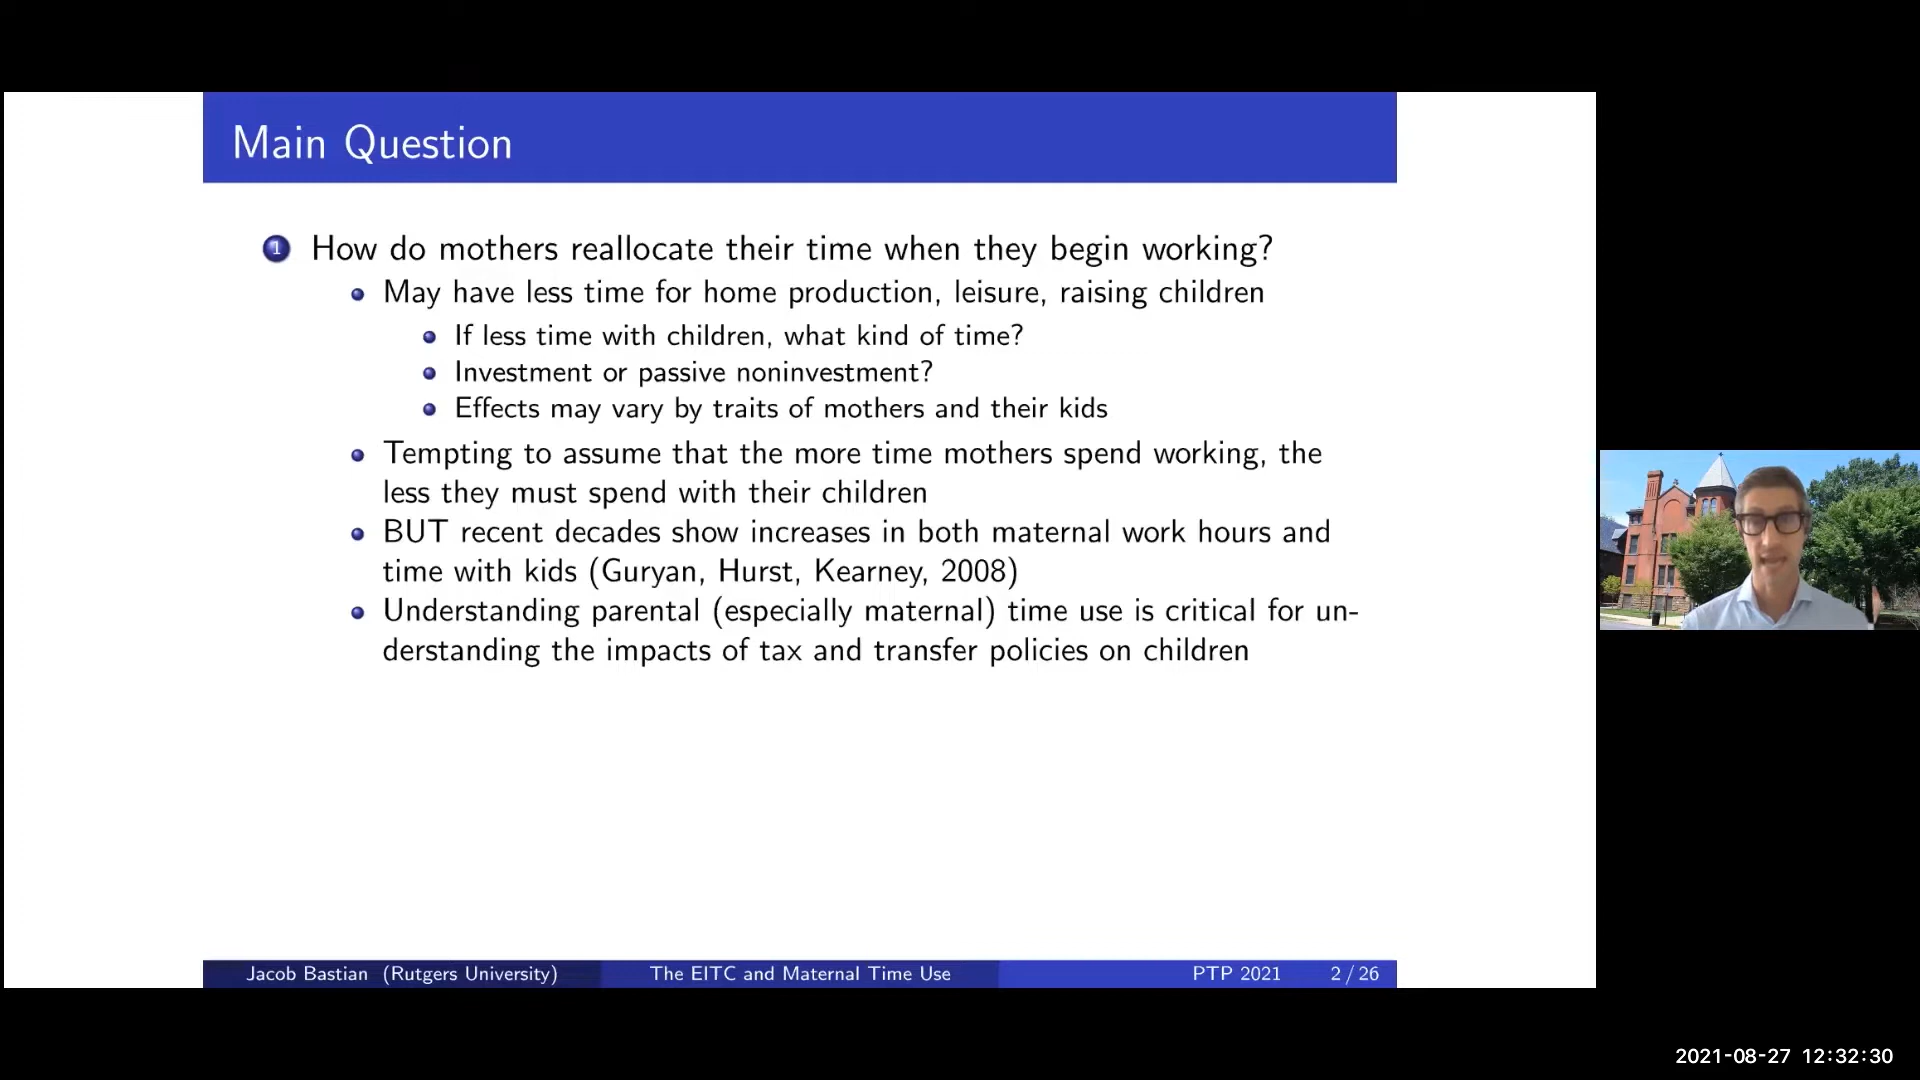 Main Question
1 How do mothers reallocate their time when they begin working?
May have less time for home production, leisure, raising children
If less time with children, what kind of time?
Investment or passive noninvestment?
Effects may vary by traits of mothers and their kids
Tempting to assume that the more time mothers spend working, the
less they must spend with their children
BUT recent decades show increases in both maternal work hours and
time with kids (Guryan, Hurst, Kearney, 2008)
Understanding parental (especially maternal) time use is critical for un-
derstanding the impacts of tax and transfer policies on children
Jacob Bastian (Rutgers University) The EITC and Maternal Time Use PTP 2021 2 / 26
2021-08-27 12:32:30